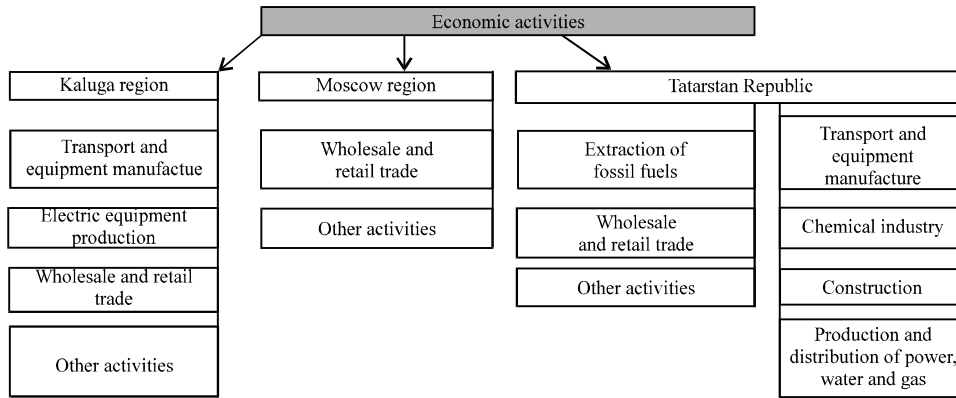 Economic activities
Kaluga region
Transport and
equipment manufactue
Electric equipment
production
Wholesale and retail
trade
Other activities
Moscow region
Wholesale and
retail trade
Other activities
Tatarstan Republic
Extraction of
fossil fuels
Wholesale
and retail trade
Other activities
Transport and
equipment
manufacture
Chemical industry
Construction
Production and
distribution of power,
water and gas